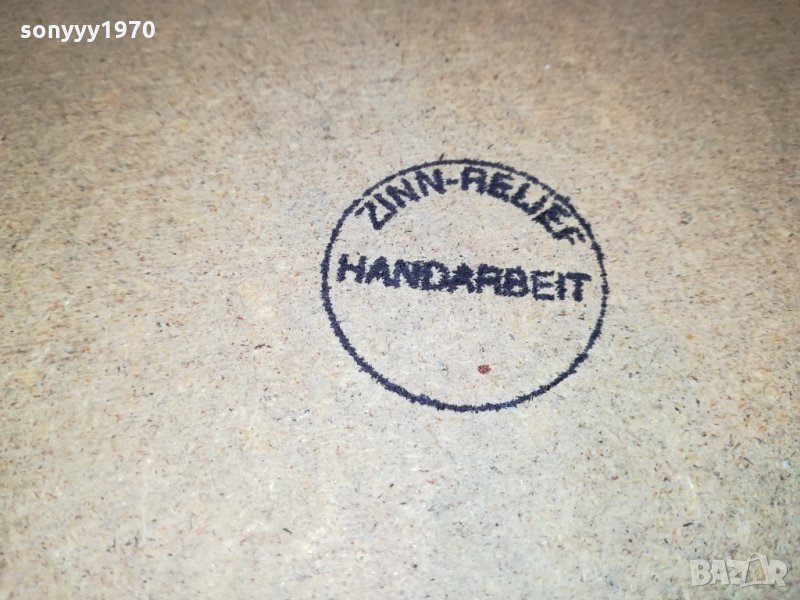 sonyyy1970
ZINN-RELIEF
HANDARBEIT
BAZAR